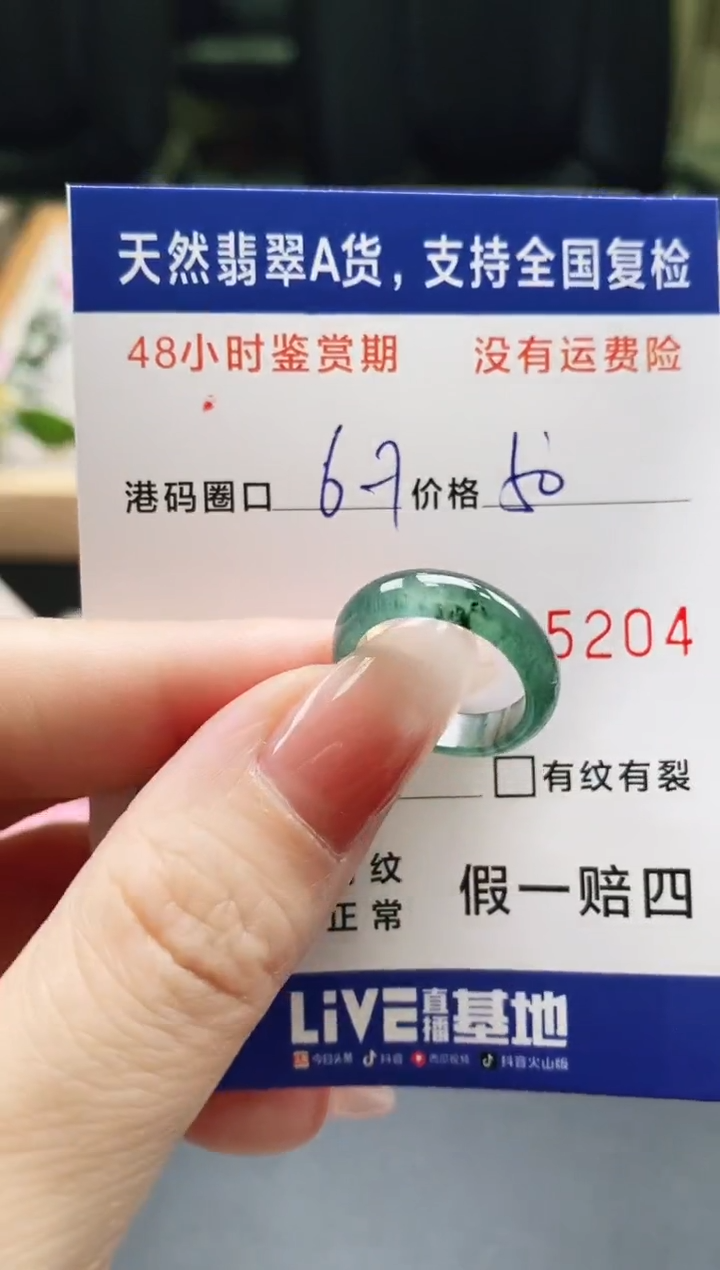 天然翡翠A货，支持全国复检
48小时鉴赏期 没有运费险
港码圈口 67 价格 50
5204
□有纹有裂
纹
正常 假一赔四
LiVE直播基地
今日头条 抖音 西瓜视频 抖音火山版